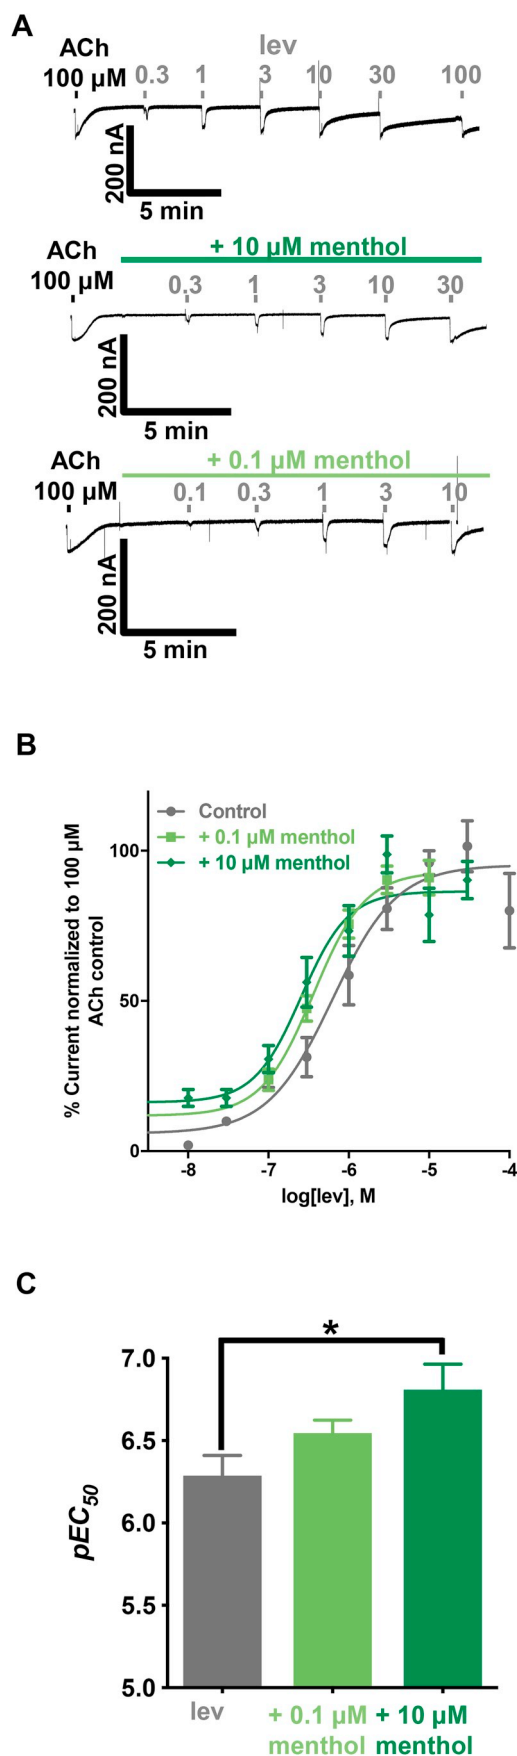 A
lev
ACh
100 µM 0.3 1 3 10 30 100
200 nA
5 min
ACh + 10 µM menthol
100 µM 0.3 1 3 10 30
200 nA
5 min
ACh + 0.1 µM menthol
100 µM 0.1 0.3 1 3 10
200 nA
5 min
B
Control
+ 0.1 µM menthol
+ 10 µM menthol
% Current normalized to 100 µM
ACh control
100
50
0
-8 -7 -6 -5 -4
log[lev], M
C
*
7.0
6.5
6.0
5.5
5.0
pEC50
lev + 0.1 µM + 10 µM
menthol menthol